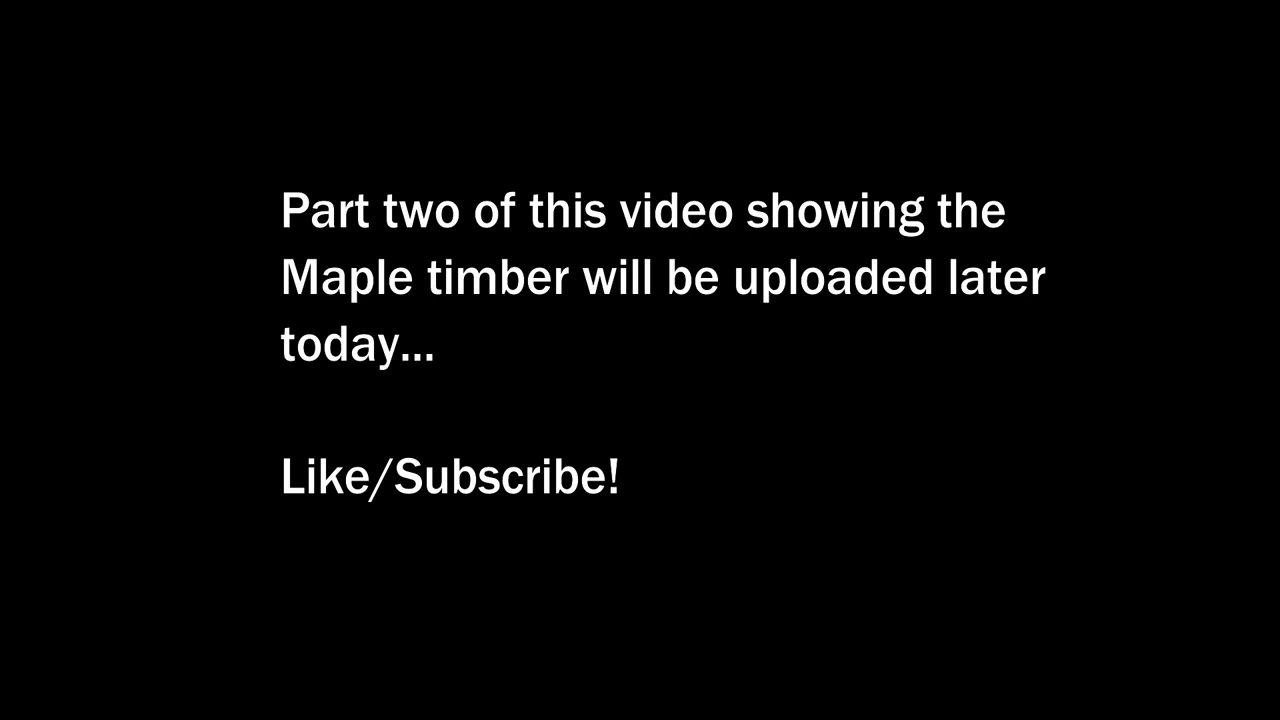 Part two of this video showing the
Maple timber will be uploaded later
today...
Like/Subscribe!